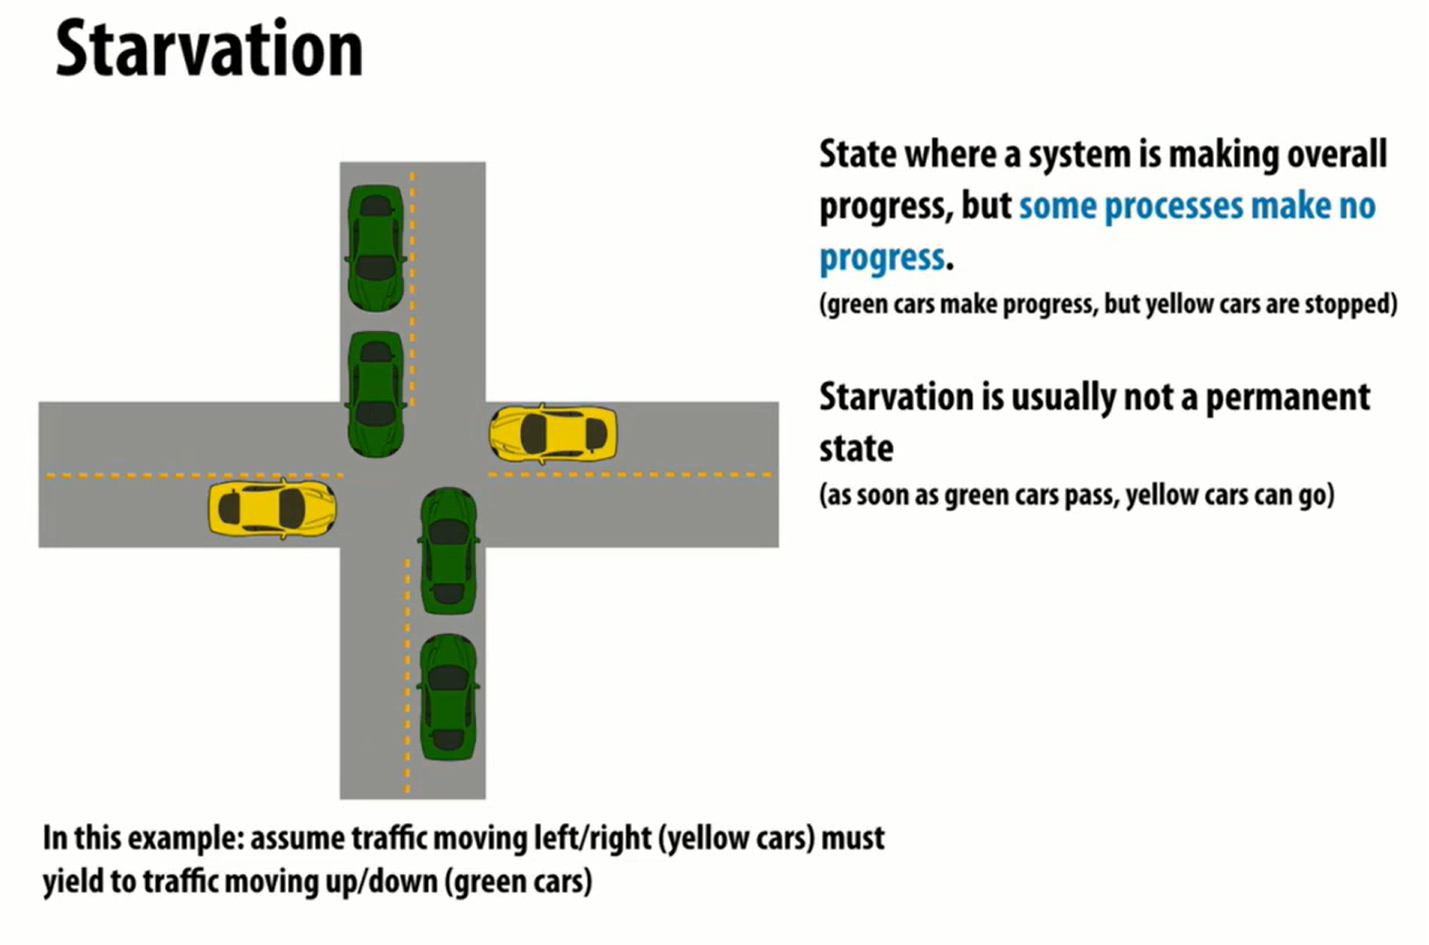 Starvation
State where a system is making overall
progress, but some processes make no
progress.
(green cars make progress, but yellow cars are stopped)
Starvation is usually not a permanent
state
(as soon as green cars pass, yellow cars can go)
In this example: assume traffic moving left/right (yellow cars) must
yield to traffic moving up/down (green cars)